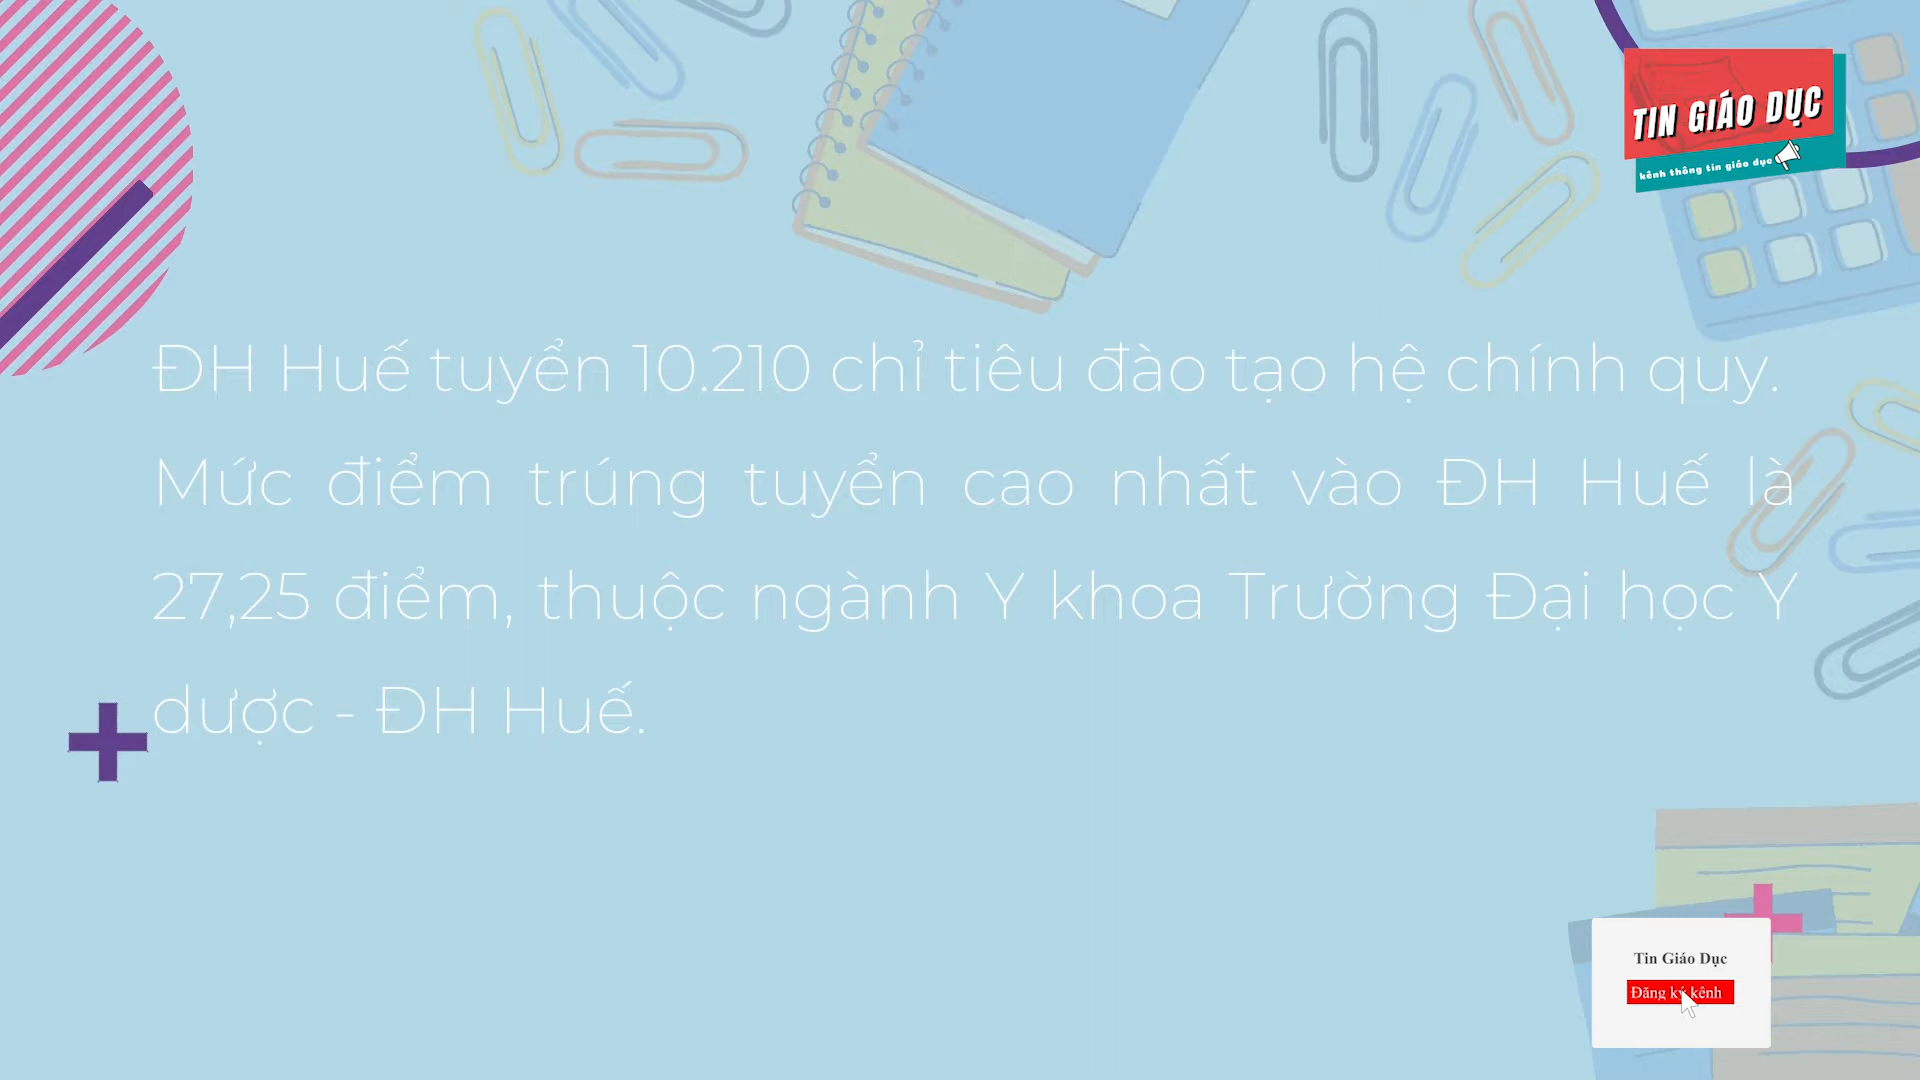 TIN GIÁO DỤC
kênh thông tin giáo dục
ĐH Huế tuyển 10.210 chỉ tiêu đào tạo hệ chính quy.
Mức điểm trúng tuyển cao nhất vào ĐH Huế là
27,25 điểm, thuộc ngành Y khoa Trường Đại học Y
dược - ĐH Huế.
Tin Giáo Dục
Đăng ký kênh